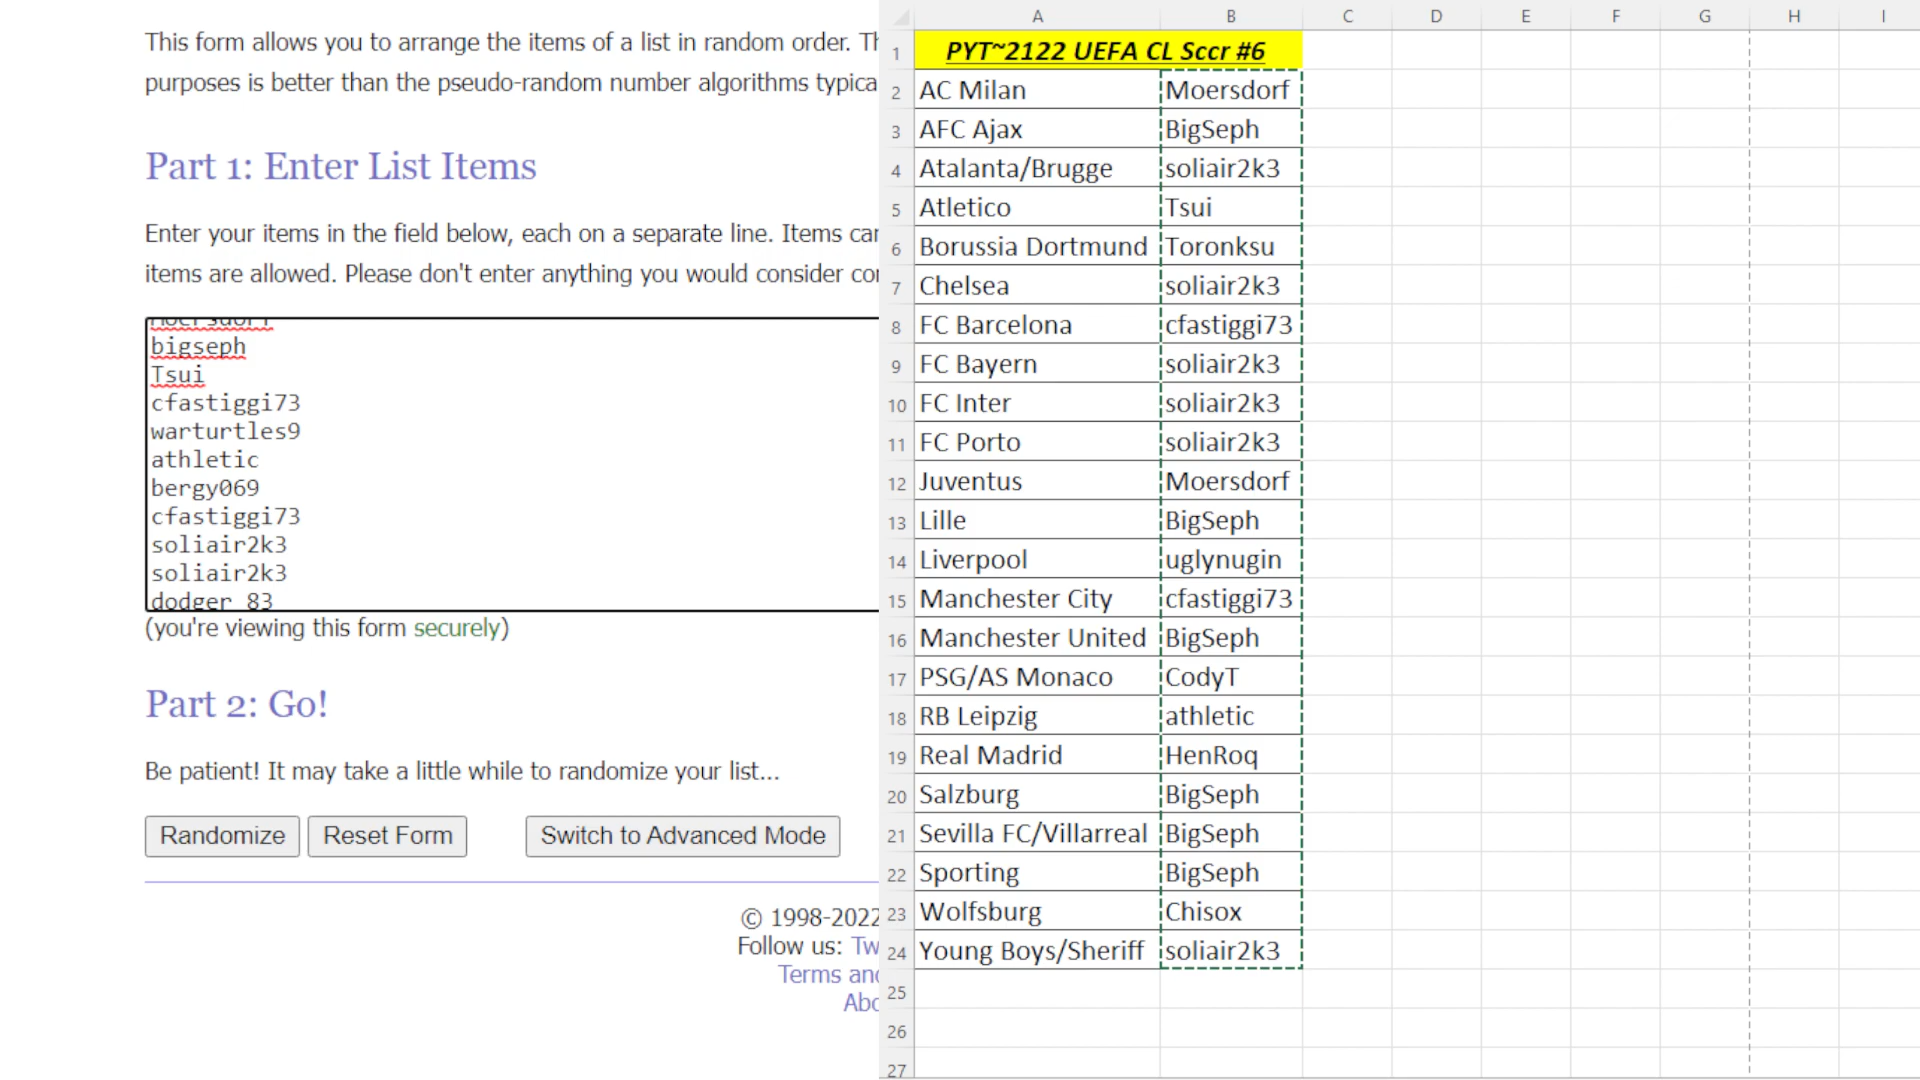 This form allows you to arrange the items of a list in random order. Th
purposes is better than the pseudo-random number algorithms typica
Part 1: Enter List Items
Enter your items in the field below, each on a separate line. Items car
items are allowed. Please don't enter anything you would consider co
Moersdorf
bigseph
Tsui
cfastiggi73
warturtles9
athletic
bergy069
cfastiggi73
soliair2k3
soliair2k3
dodger_83
(you're viewing this form securely)
Part 2: Go!
Be patient! It may take a little while to randomize your list...
Randomize Reset Form Switch to Advanced Mode
© 1998-2022
Follow us: Tw
Terms and
Abo
A B C D E F G H I
1 PYT~2122 UEFA CL Sccr #6
2 AC Milan Moersdorf
3 AFC Ajax BigSeph
4 Atalanta/Brugge soliair2k3
5 Atletico Tsui
6 Borussia Dortmund Toronksu
7 Chelsea soliair2k3
8 FC Barcelona cfastiggi73
9 FC Bayern soliair2k3
10 FC Inter soliair2k3
11 FC Porto soliair2k3
12 Juventus Moersdorf
13 Lille BigSeph
14 Liverpool uglynugin
15 Manchester City cfastiggi73
16 Manchester United BigSeph
17 PSG/AS Monaco CodyT
18 RB Leipzig athletic
19 Real Madrid HenRoq
20 Salzburg BigSeph
21 Sevilla FC/Villarreal BigSeph
22 Sporting BigSeph
23 Wolfsburg Chisox
24 Young Boys/Sheriff soliair2k3
25
26
27